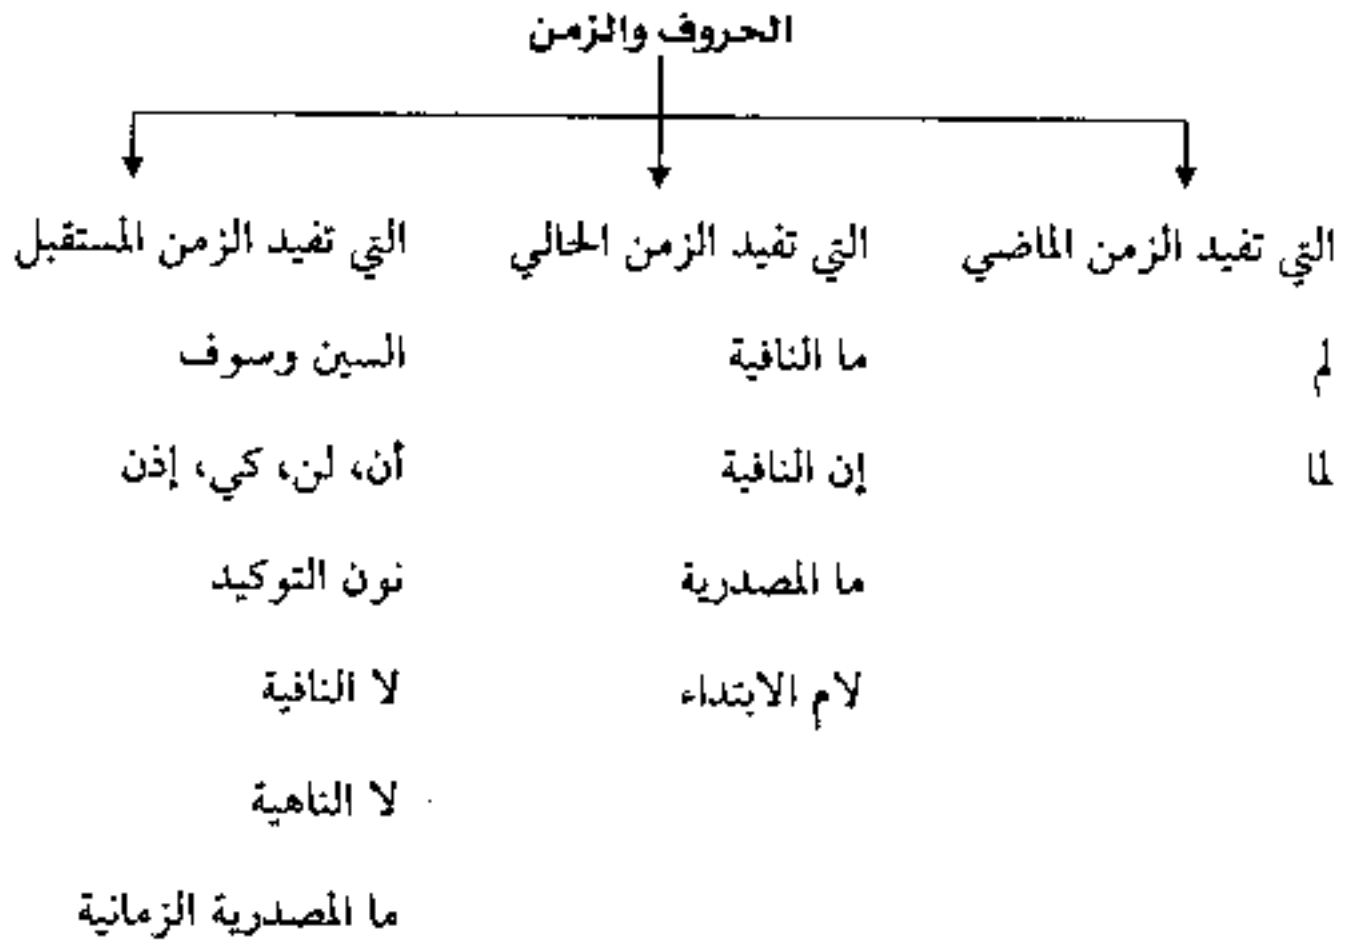 الحروف والزمن
التي تفيد الزمن الماضي
لم
لما
التي تفيد الزمن الحالي
ما النافية
إن النافية
ما المصدرية
لام الابتداء
التي تفيد الزمن المستقبل
السين وسوف
أن، لن، كي، إذن
نون التوكيد
لا النافية
لا الناهية
ما المصدرية الزمانية